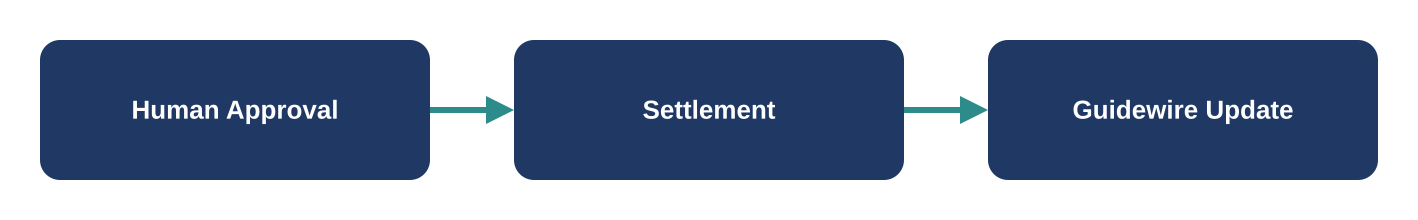 Human Approval
Settlement
Guidewire Update